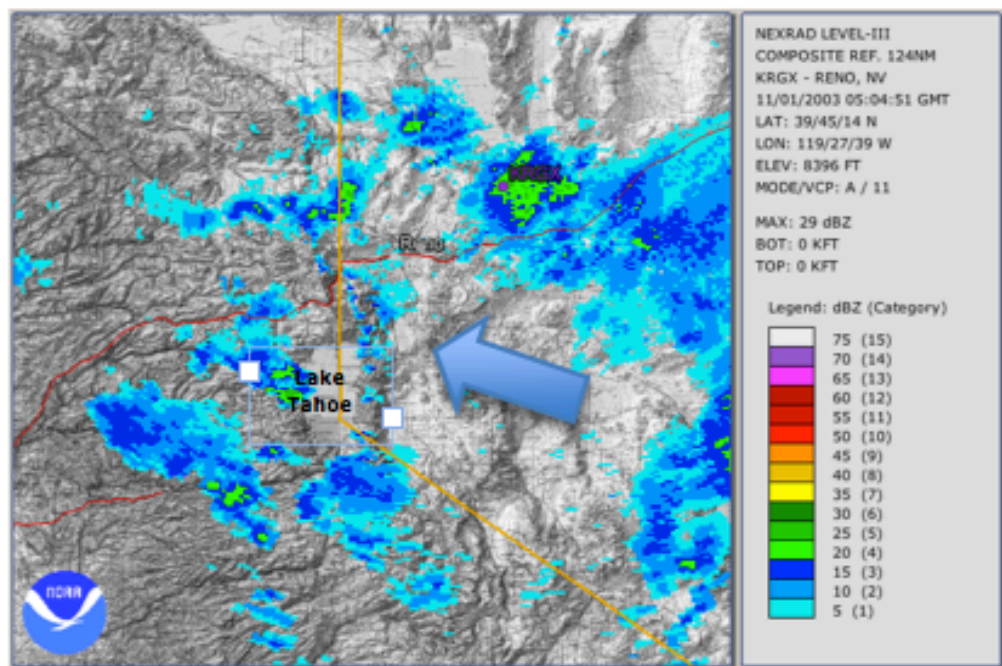 NEXRAD LEVEL-III
COMPOSITE REF. 124NM
KRGX - RENO, NV
11/01/2003 05:04:51 GMT
LAT: 39/45/14 N
LON: 119/27/39 W
ELEV: 8396 FT
MODE/VCP: A / 11
MAX: 29 dBZ
BOT: 0 KFT
TOP: 0 KFT
Legend: dBZ (Category)
75 (15)
70 (14)
65 (13)
60 (12)
55 (11)
50 (10)
45 (9)
40 (8)
35 (7)
30 (6)
25 (5)
20 (4)
15 (3)
10 (2)
5 (1)
KRGX
Reno
Lake
Tahoe
NOAA